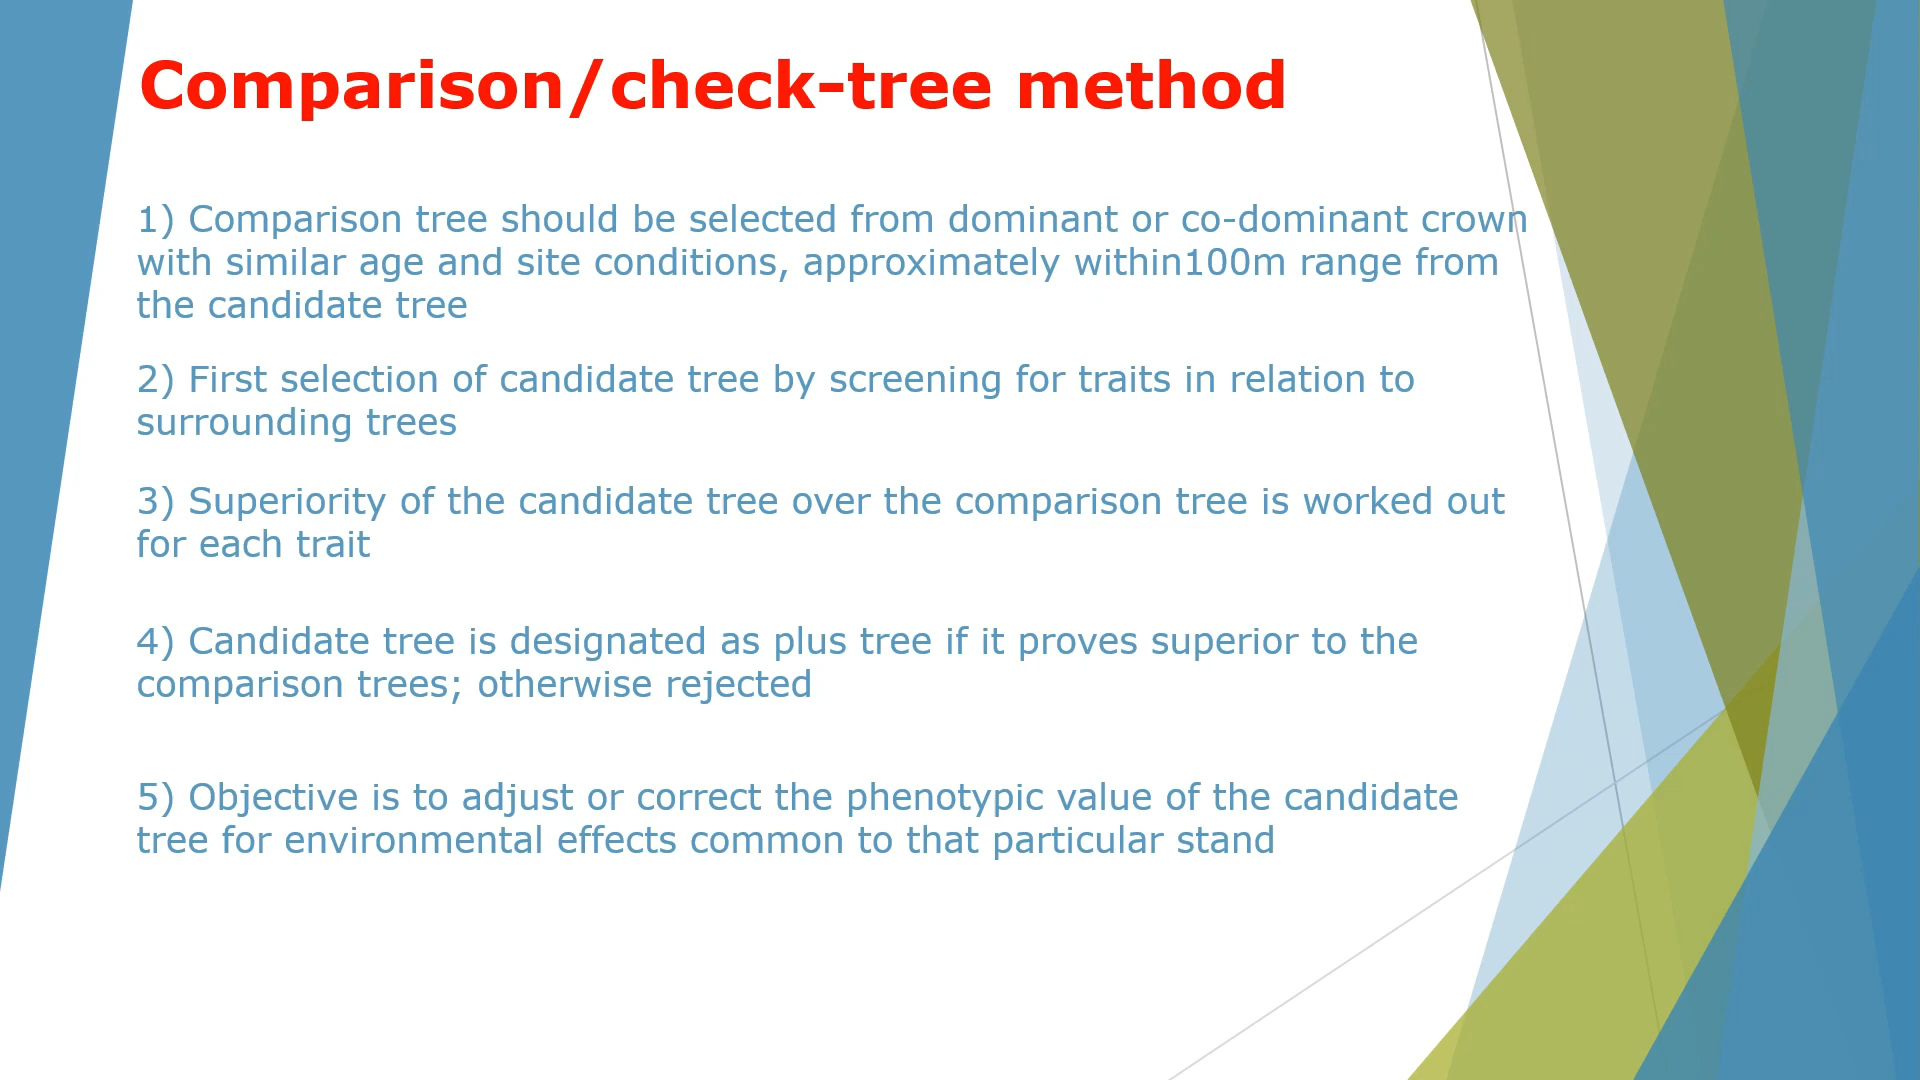 Comparison/check-tree method
1) Comparison tree should be selected from dominant or co-dominant crown
with similar age and site conditions, approximately within100m range from
the candidate tree
2) First selection of candidate tree by screening for traits in relation to
surrounding trees
3) Superiority of the candidate tree over the comparison tree is worked out
for each trait
4) Candidate tree is designated as plus tree if it proves superior to the
comparison trees; otherwise rejected
5) Objective is to adjust or correct the phenotypic value of the candidate
tree for environmental effects common to that particular stand